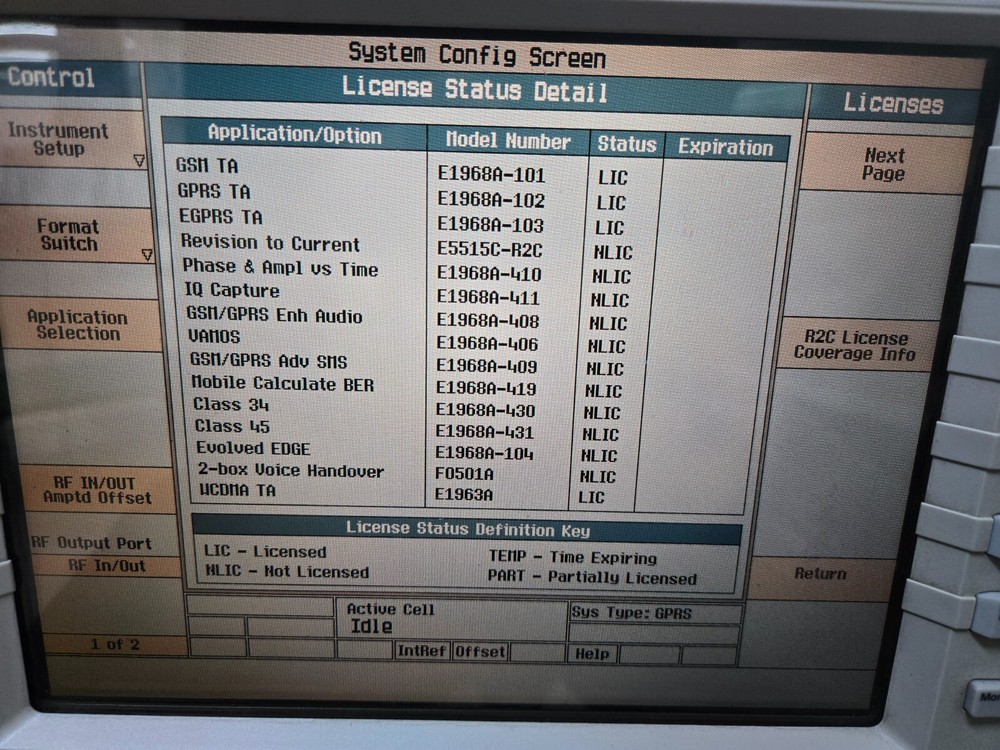 System Config Screen
Control
License Status Detail
Licenses
Instrument
Setup
Format
Switch
Application
Selection
RF IN/OUT
Amptd Offset
RF Output Port
RF In/Out
1 of 2
Application/Option Model Number Status Expiration
GSM TA E1968A-101 LIC
GPRS TA E1968A-102 LIC
EGPRS TA E1968A-103 LIC
Revision to Current E5515C-R2C NLIC
Phase & Ampl vs Time E1968A-410 NLIC
IQ Capture E1968A-411 NLIC
GSM/GPRS Enh Audio E1968A-408 NLIC
VAMOS E1968A-406 NLIC
GSM/GPRS Adv SMS E1968A-409 NLIC
Mobile Calculate BER E1968A-419 NLIC
Class 34 E1968A-430 NLIC
Class 45 E1968A-431 NLIC
Evolved EDGE E1968A-104 NLIC
2-box Voice Handover F0501A NLIC
WCDMA TA E1963A LIC
License Status Definition Key
LIC - Licensed TEMP - Time Expiring
NLIC - Not Licensed PART - Partially Licensed
Active Cell
Idle
Sys Type: GPRS
IntRef Offset Help
Next
Page
R2C License
Coverage Info
Return